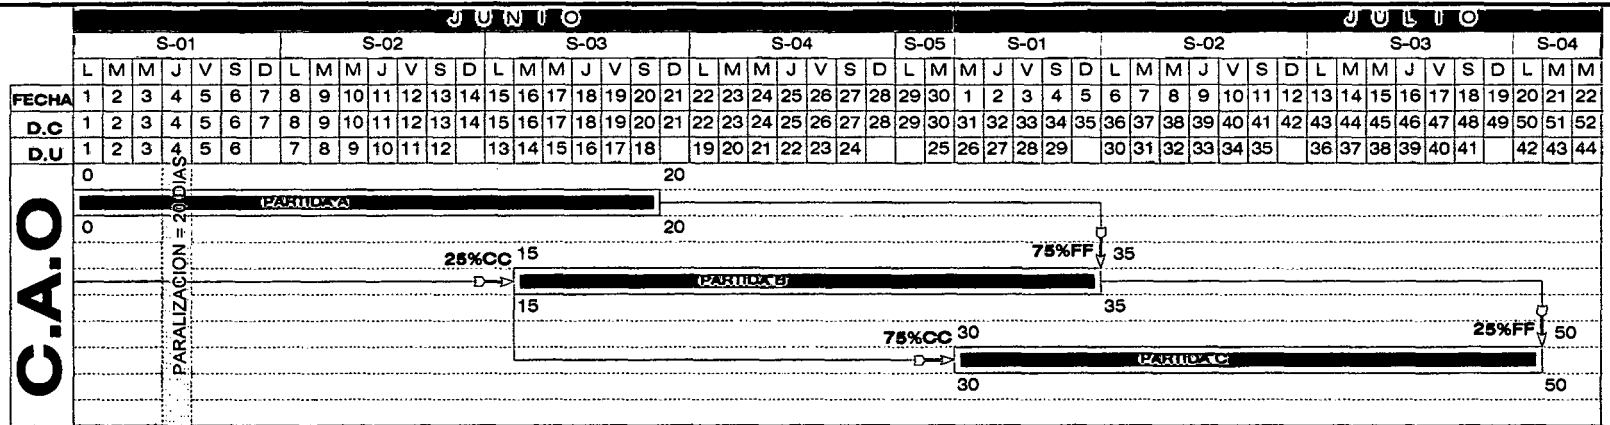 JUNIO JULIO
S-01 S-02 S-03 S-04 S-05 S-01 S-02 S-03 S-04
L M M J V S D L M M J V S D L M M J V S D L M M J V S D L M M J V S D L M M J V S D L M M J V S D L M M
FECHA 1 2 3 4 5 6 7 8 9 10 11 12 13 14 15 16 17 18 19 20 21 22 23 24 25 26 27 28 29 30 1 2 3 4 5 6 7 8 9 10 11 12 13 14 15 16 17 18 19 20 21 22
D.C 1 2 3 4 5 6 7 8 9 10 11 12 13 14 15 16 17 18 19 20 21 22 23 24 25 26 27 28 29 30 31 32 33 34 35 36 37 38 39 40 41 42 43 44 45 46 47 48 49 50 51 52
D.U 1 2 3 4 5 6 7 8 9 10 11 12 13 14 15 16 17 18 19 20 21 22 23 24 25 26 27 28 29 30 31 32 33 34 35 36 37 38 39 40 41 42 43 44
C.A.O
PARALIZACION = 20 DIAS
0 20
PARTIDA A
0 20
25%CC 15 75%FF 35
PARTIDA B
15 35
75%CC 30 25%FF 50
PARTIDA C
30 50